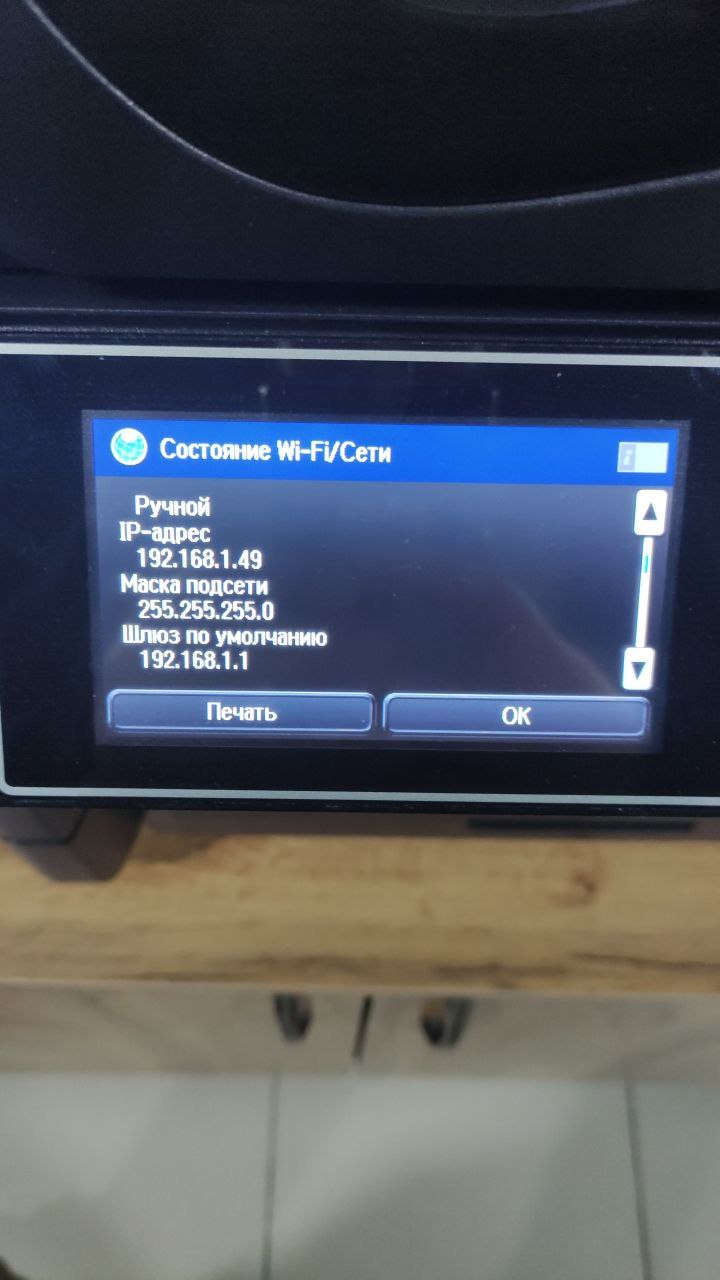 Состояние Wi-Fi/Сети
Ручной
IP-адрес
192.168.1.49
Маска подсети
255.255.255.0
Шлюз по умолчанию
192.168.1.1
Печать
OK